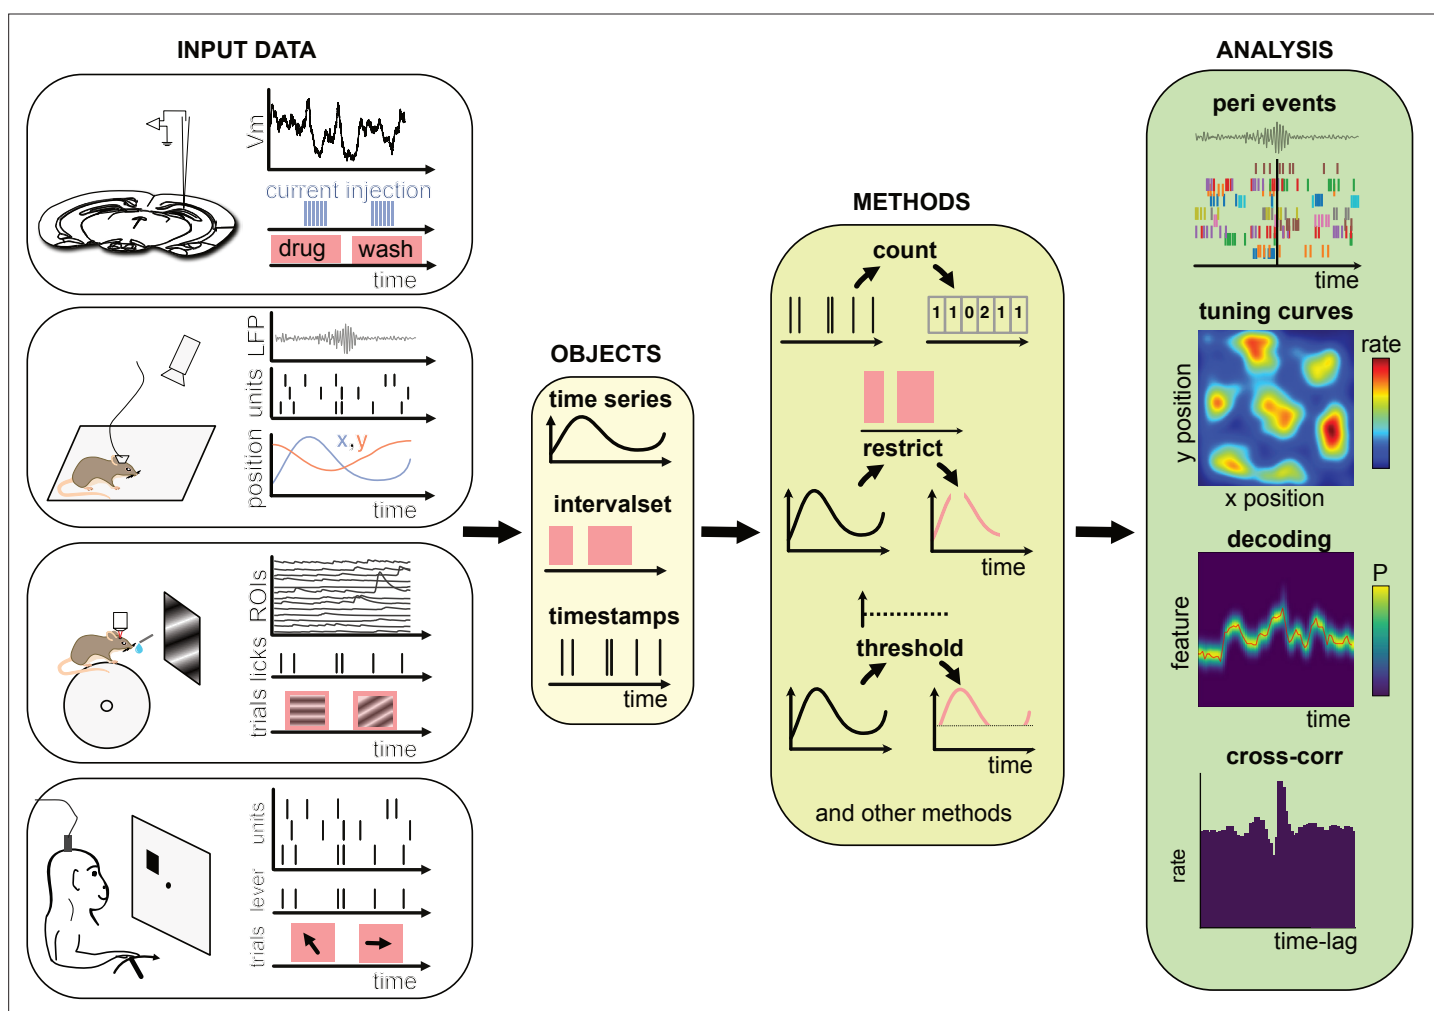 INPUT DATA
Vm
current injection
drug
wash
time
LFP
units
position
x, y
time
ROIs
licks
trials
time
units
lever
trials
time
OBJECTS
time series
intervalset
timestamps
time
METHODS
count
1 1 0 2 1 1
restrict
time
threshold
time
and other methods
ANALYSIS
peri events
time
tuning curves
rate
y position
x position
decoding
P
feature
time
cross-corr
rate
time-lag